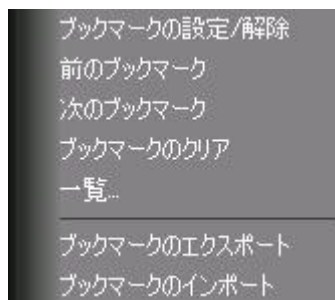 ブックマークの設定/解除
前のブックマーク
次のブックマーク
ブックマークのクリア
一覧...
ブックマークのエクスポート
ブックマークのインポート